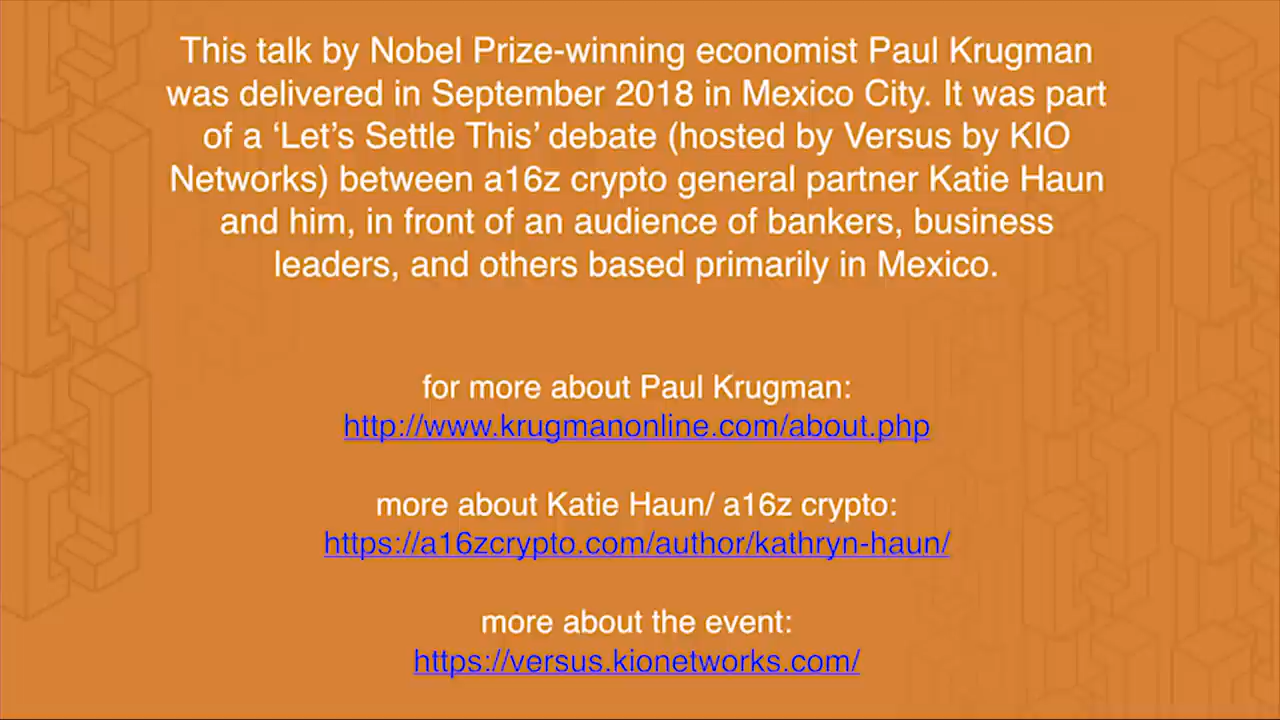 This talk by Nobel Prize-winning economist Paul Krugman
was delivered in September 2018 in Mexico City. It was part
of a ‘Let’s Settle This’ debate (hosted by Versus by KIO
Networks) between a16z crypto general partner Katie Haun
and him, in front of an audience of bankers, business
leaders, and others based primarily in Mexico.
for more about Paul Krugman:
http://www.krugmanonline.com/about.php
more about Katie Haun/ a16z crypto:
https://a16zcrypto.com/author/kathryn-haun/
more about the event:
https://versus.kionetworks.com/